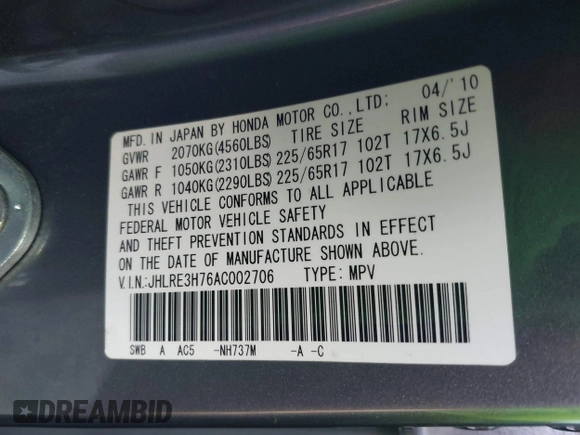 MFD. IN JAPAN BY HONDA MOTOR CO.,LTD; 04/'10
GVWR 2070KG(4560LBS) TIRE SIZE RIM SIZE
GAWR F 1050KG(2310LBS) 225/65R17 102T 17X6.5J
GAWR R 1040KG(2290LBS) 225/65R17 102T 17X6.5J
THIS VEHICLE CONFORMS TO ALL APPLICABLE
FEDERAL MOTOR VEHICLE SAFETY
AND THEFT PREVENTION STANDARDS IN EFFECT
ON THE DATE OF MANUFACTURE SHOWN ABOVE.
V.I.N.:JHLRE3H76AC002706 TYPE: MPV
SWB A AC5 -NH737M -A -C
DREAMBID